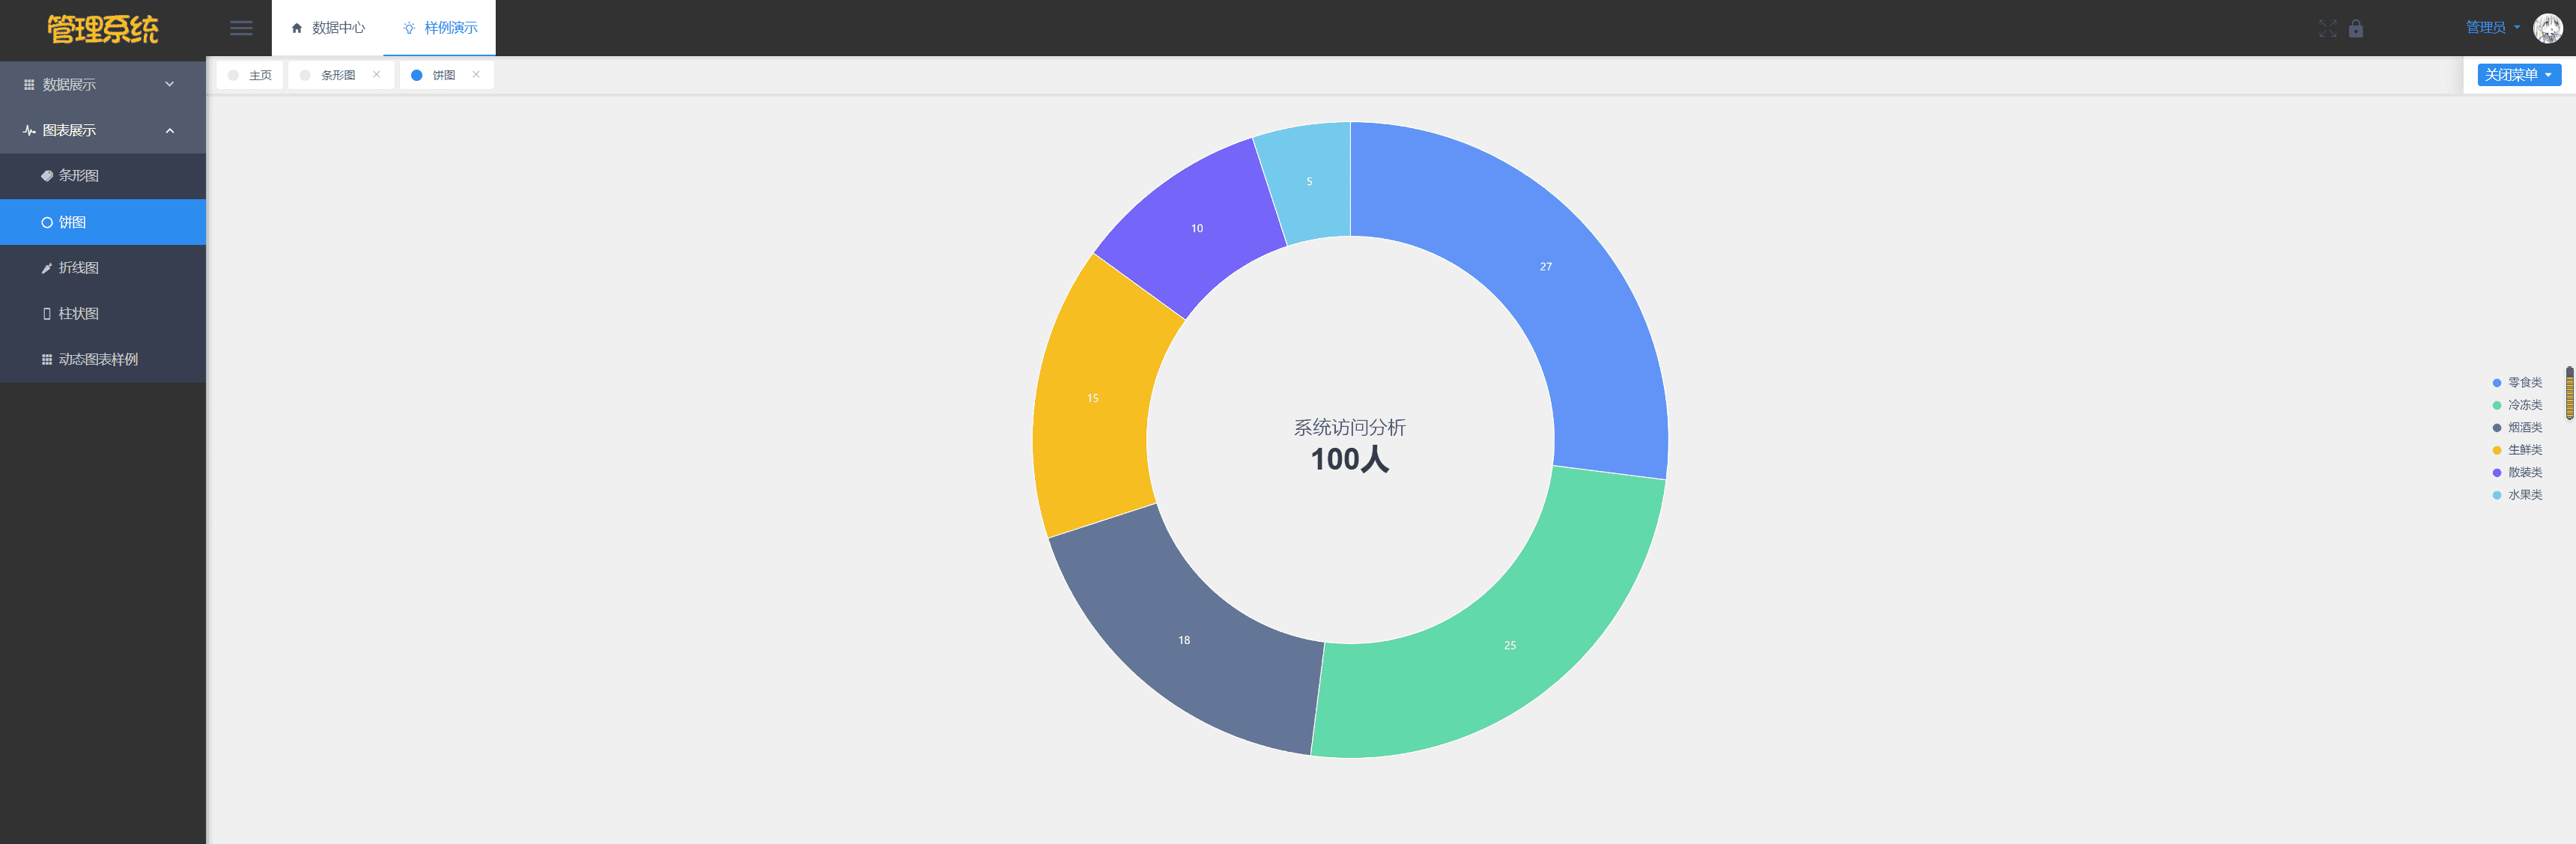 管理系统
数据中心
样例演示
管理员
数据展示
图表展示
条形图
饼图
折线图
柱状图
动态图表样例
主页
条形图
饼图
关闭菜单
5
27
10
15
系统访问分析
100人
18
25
零食类
冷冻类
烟酒类
生鲜类
散装类
水果类